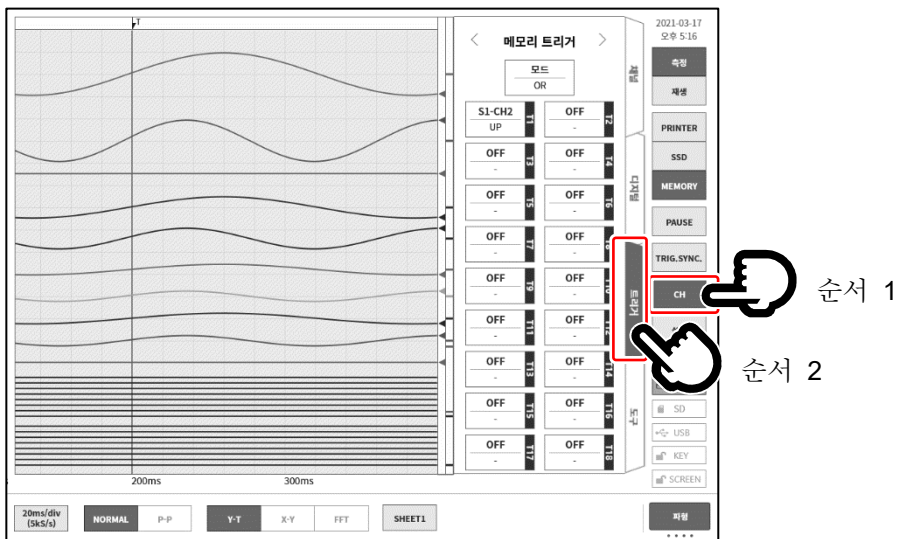 T
2021-03-17
오후 5:16
< 메모리 트리거 >
모드
OR
S1-CH2
UP
T1
OFF
-
T2
OFF
-
T3
OFF
-
T4
OFF
-
T5
OFF
-
T6
OFF
-
T7
OFF
-
OFF
-
T9
OFF
-
T10
OFF
-
T11
OFF
-
T12
OFF
-
T13
OFF
-
T14
OFF
-
T15
OFF
-
T16
OFF
-
T17
OFF
-
T18
채널
디지털
트리거
도구
측정
재생
PRINTER
SSD
MEMORY
PAUSE
TRIG.SYNC.
CH
순서 1
순서 2
SD
USB
KEY
SCREEN
200ms
300ms
20ms/div
(5kS/s)
NORMAL
P-P
Y-T
X-Y
FFT
SHEET1
파형